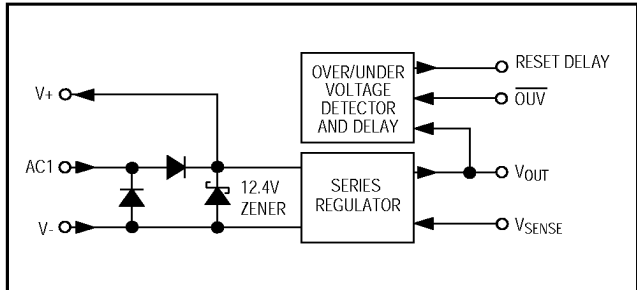 V+
AC1
V-
12.4V
ZENER
OVER/UNDER
VOLTAGE
DETECTOR
AND DELAY
SERIES
REGULATOR
RESET DELAY
OUV
VOUT
VSENSE